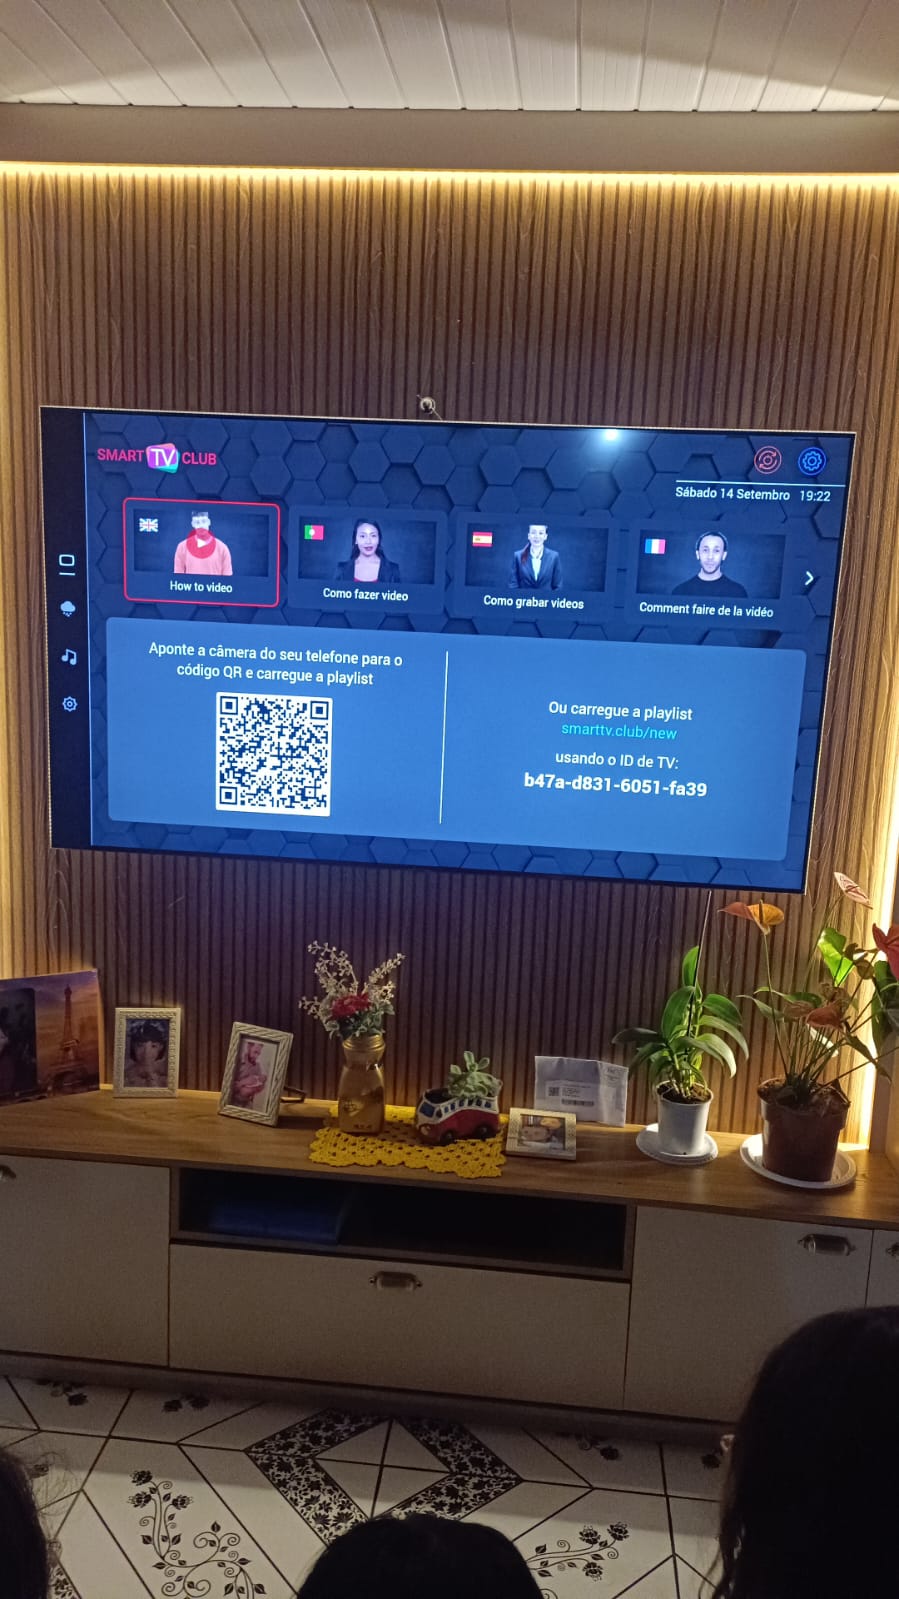 SMART TV CLUB
Sábado 14 Setembro 19:22
How to video
Como fazer video
Como grabar videos
Comment faire de la vidéo
Aponte a câmera do seu telefone para o
código QR e carregue a playlist
Ou carregue a playlist
smarttv.club/new
usando o ID de TV:
b47a-d831-6051-fa39